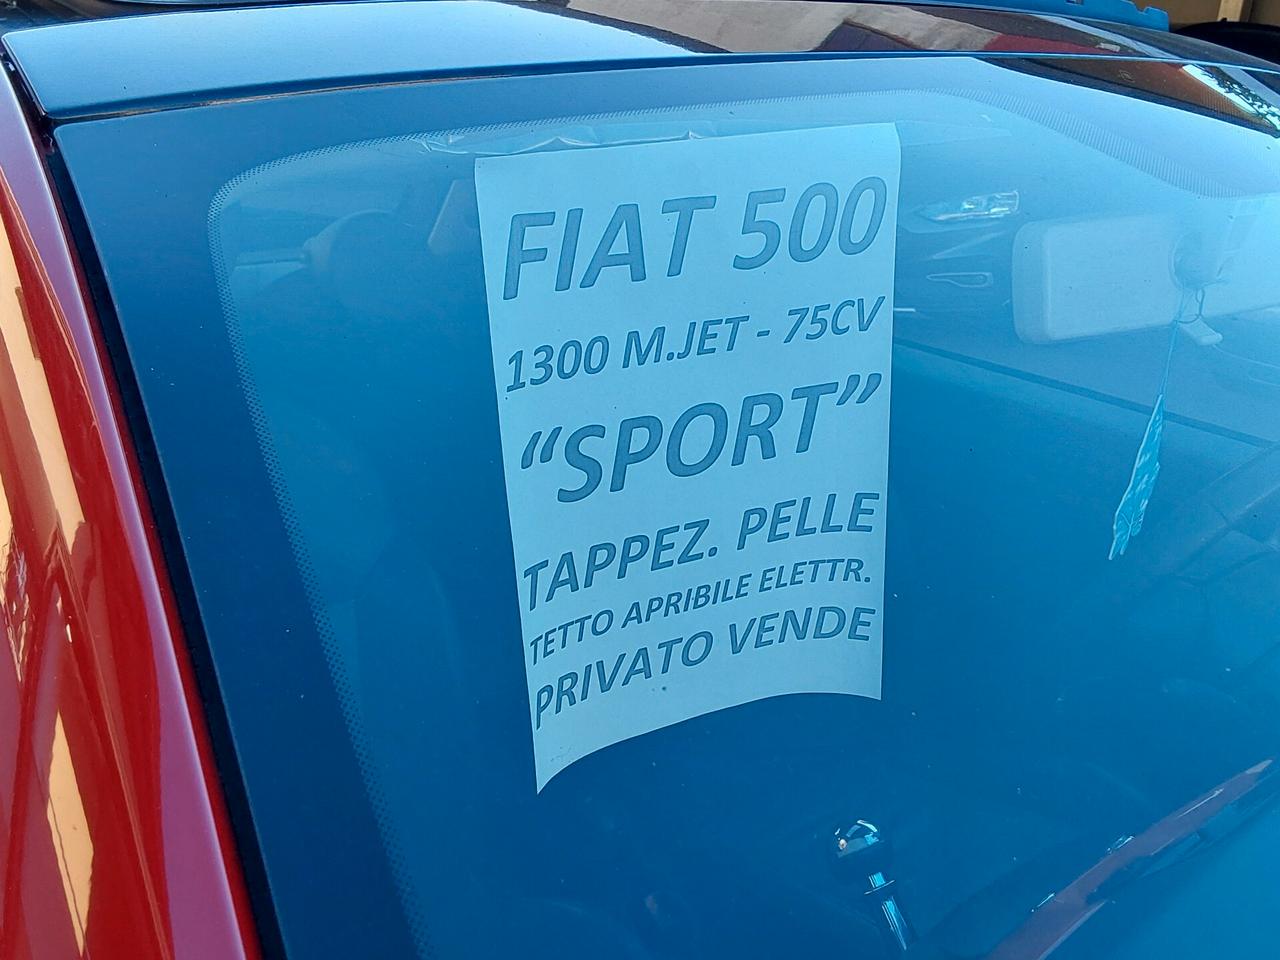 FIAT 500
1300 M.JET - 75CV
“SPORT”
TAPPEZ. PELLE
TETTO APRIBILE ELETTR.
PRIVATO VENDE